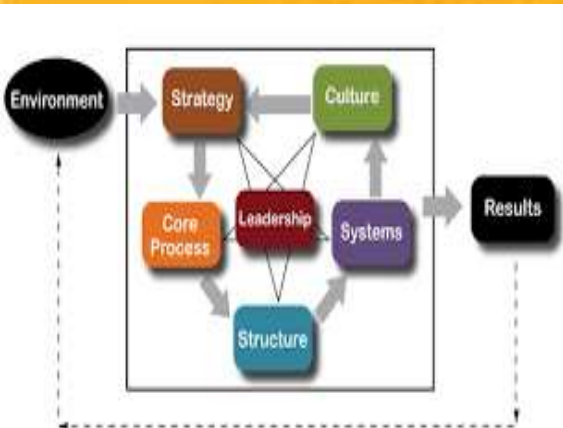 Environment
Strategy
Culture
Core
Process
Leadership
Systems
Results
Structure